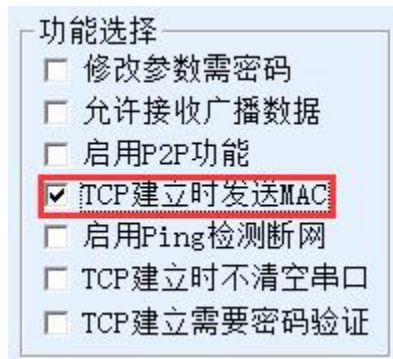 功能选择
修改参数需密码
允许接收广播数据
启用P2P功能
TCP建立时发送MAC
启用Ping检测断网
TCP建立时不清空串口
TCP建立需要密码验证